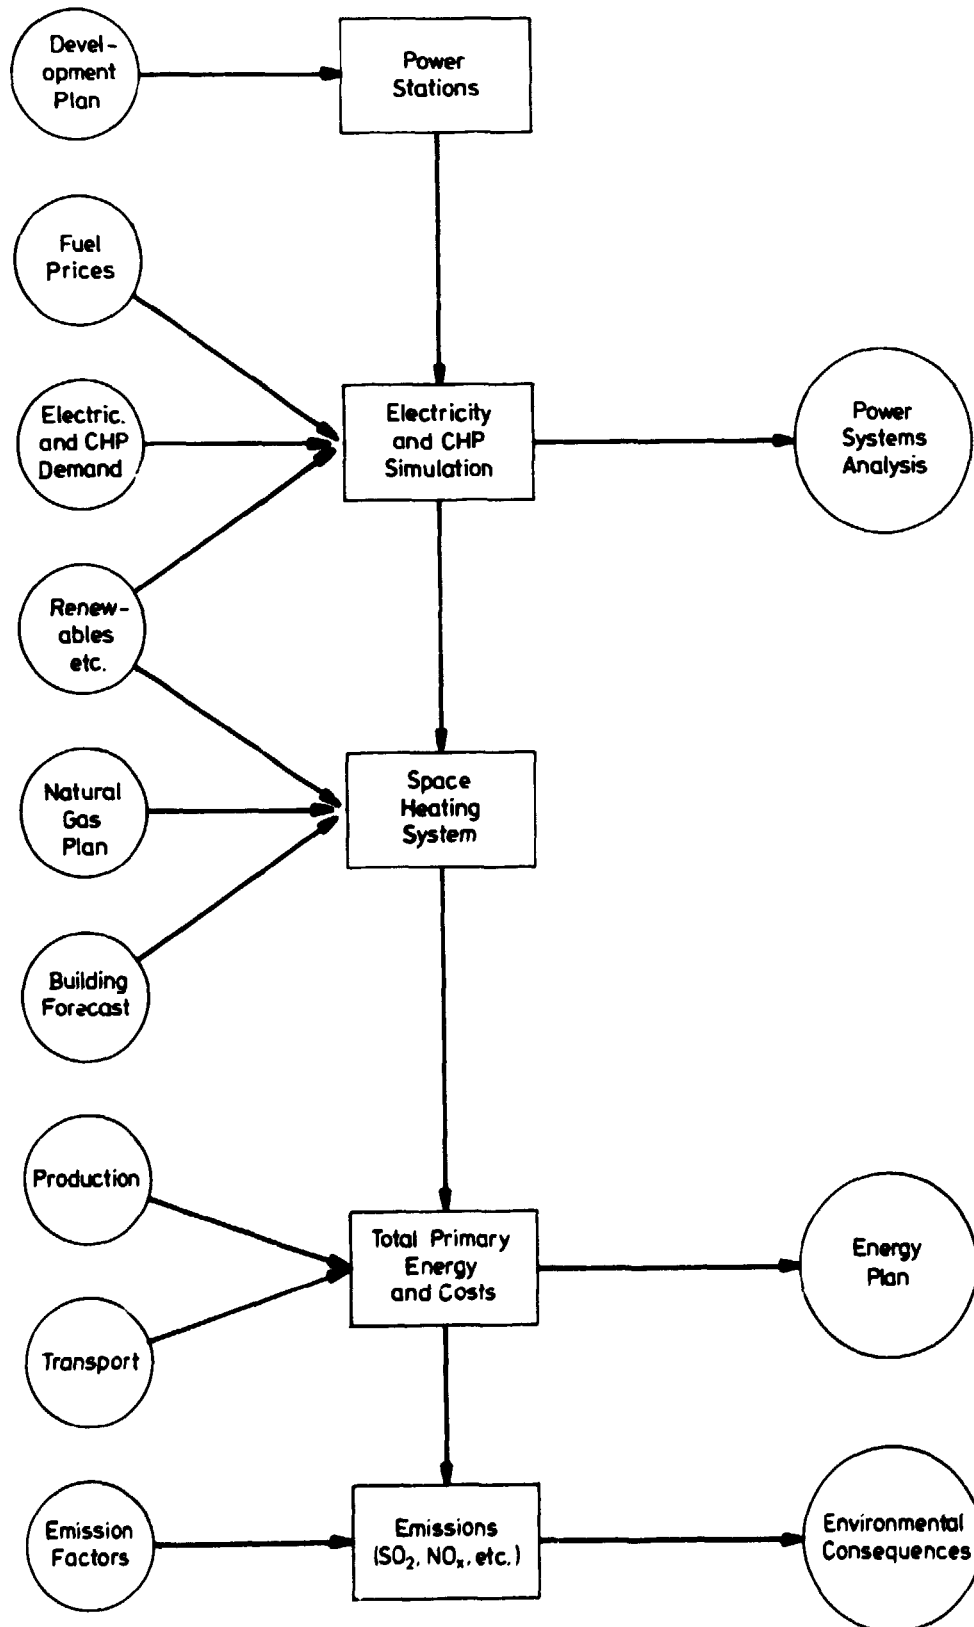 Devel-
opment
Plan
Power
Stations
Fuel
Prices
Electric.
and CHP
Demand
Electricity
and CHP
Simulation
Power
Systems
Analysis
Renew-
ables
etc.
Natural
Gas
Plan
Space
Heating
System
Building
Forecast
Production
Total Primary
Energy
and Costs
Energy
Plan
Transport
Emission
Factors
Emissions
(SO₂, NOₓ, etc.)
Environmental
Consequences